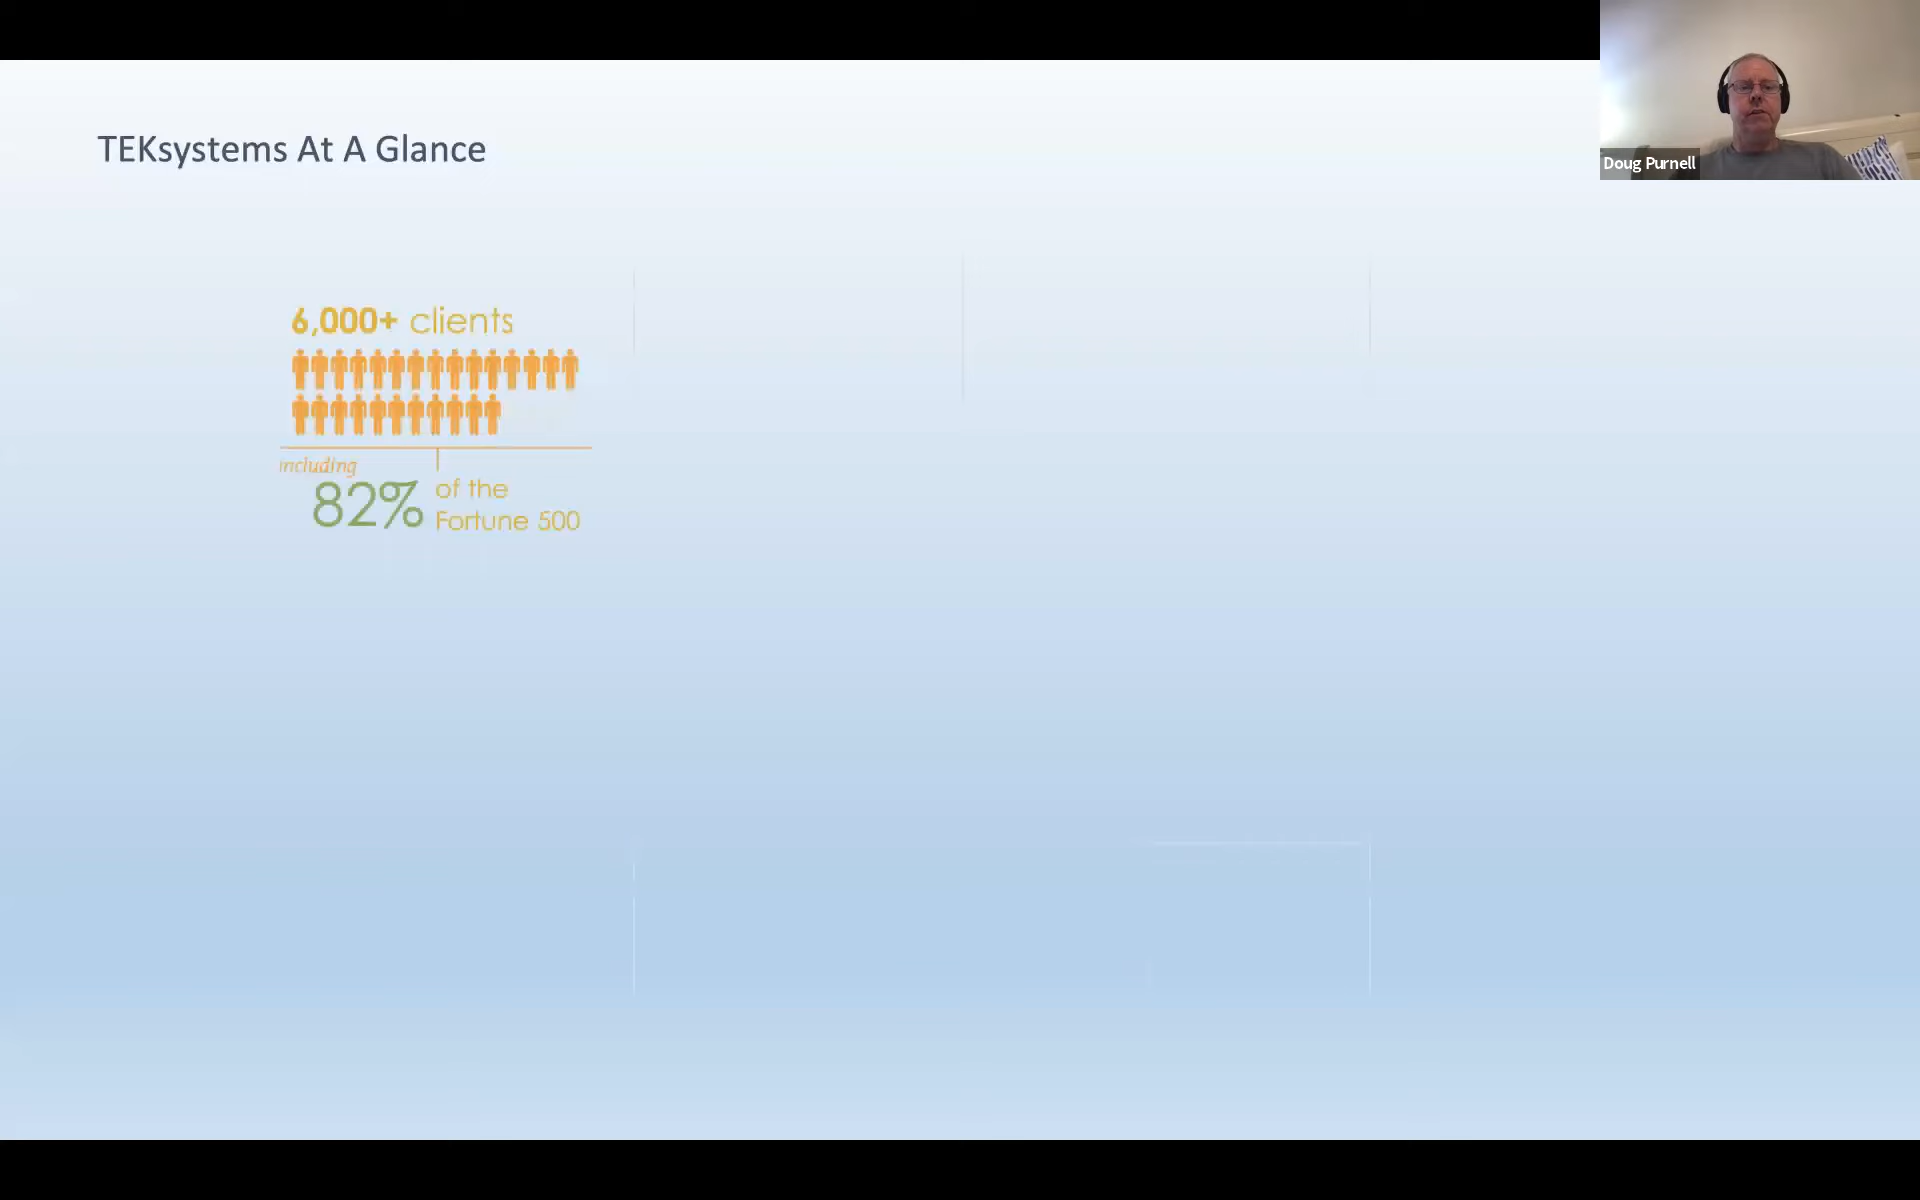 TEKsystems At A Glance
Doug Purnell
6,000+ clients
including
82% of the
Fortune 500